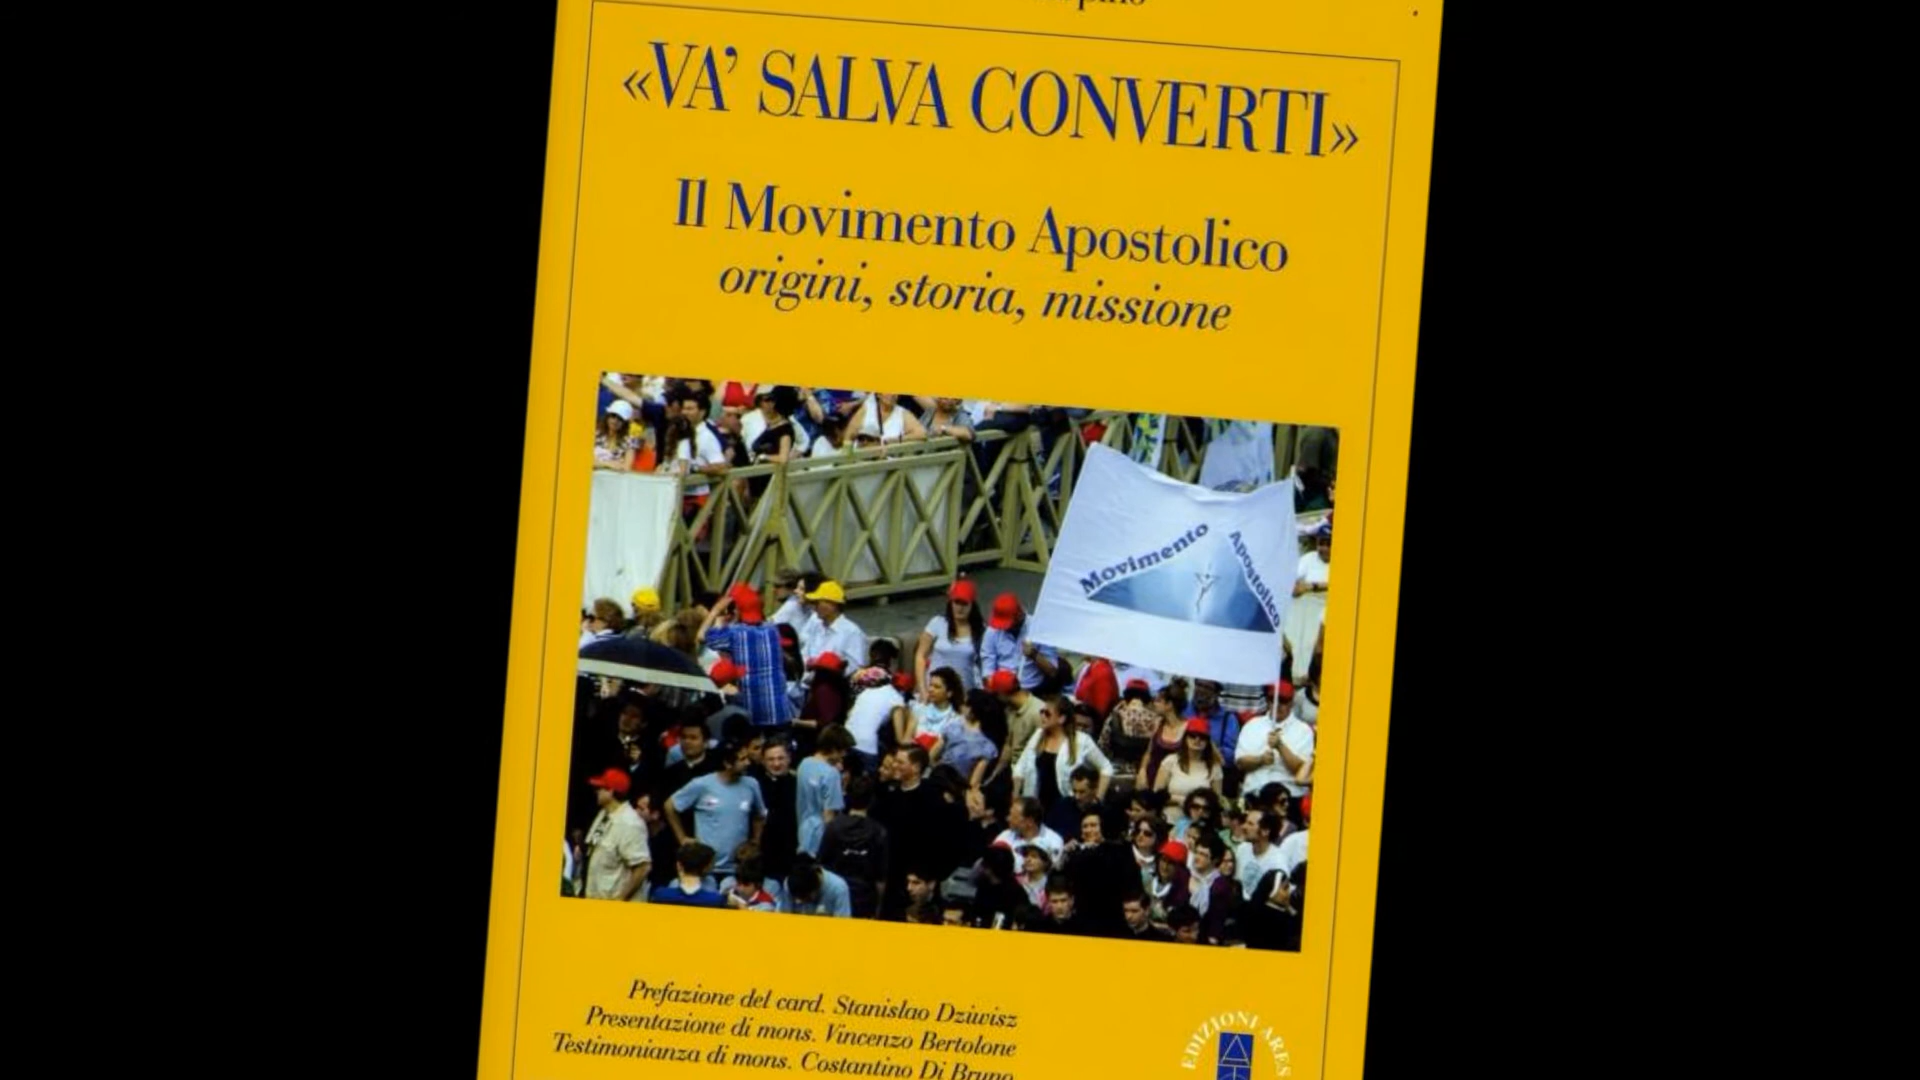 «VA' SALVA CONVERTI»
Il Movimento Apostolico
origini, storia, missione
Movimento Apostolico
Prefazione del card. Stanislao Dziwisz
Presentazione di mons. Vincenzo Bertolone
Testimonianza di mons. Costantino Di Bruno
EDIZIONI ARES